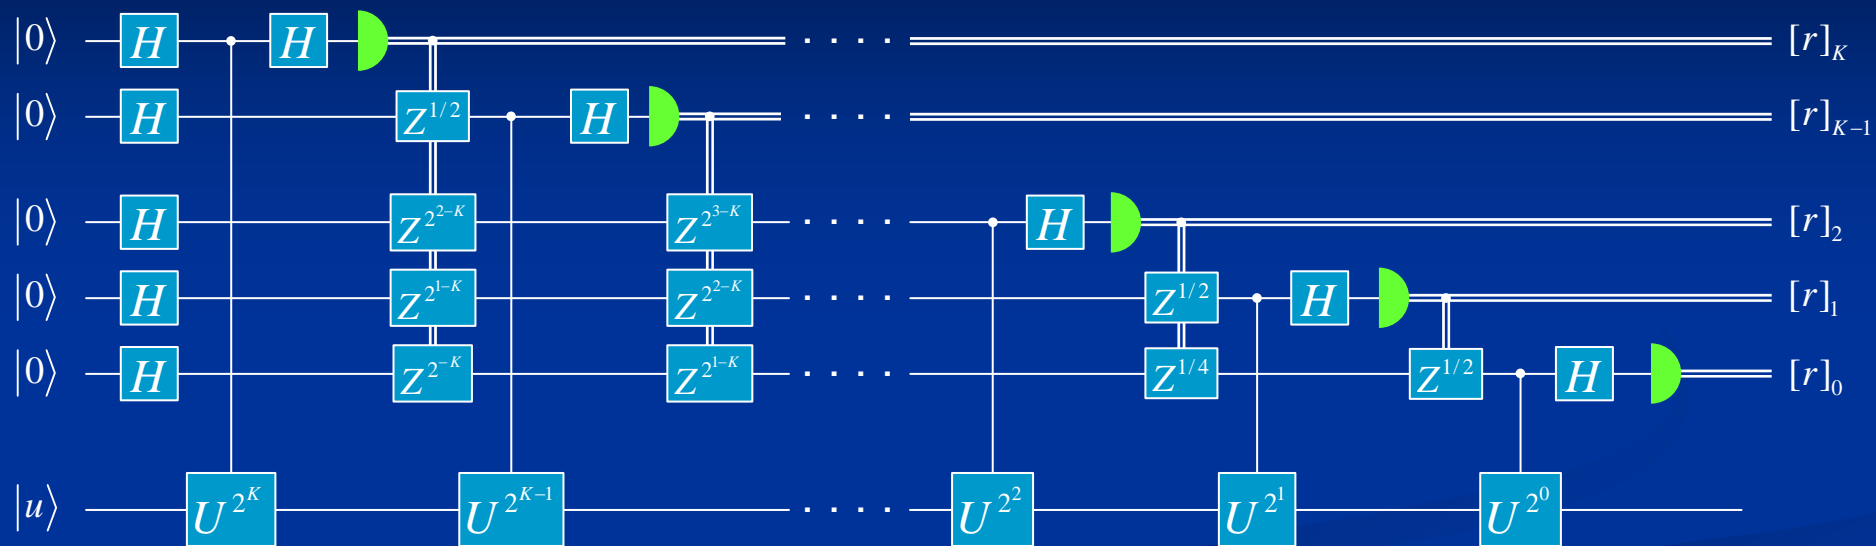 |0⟩ H H · · · · [r]_K
|0⟩ H Z^{1/2} H · · · · [r]_{K−1}
|0⟩ H Z^{2^{2−K}} Z^{2^{3−K}} · · · · H [r]_2
|0⟩ H Z^{2^{1−K}} Z^{2^{2−K}} · · · · Z^{1/2} H [r]_1
|0⟩ H Z^{2^{−K}} Z^{2^{1−K}} · · · · Z^{1/4} Z^{1/2} H [r]_0
|u⟩ U^{2^K} U^{2^{K−1}} · · · · U^{2^2} U^{2^1} U^{2^0}